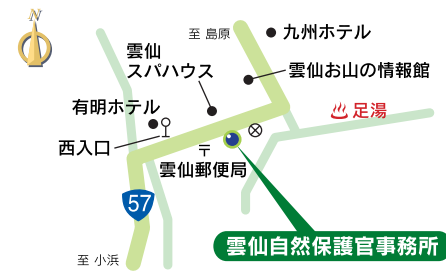 N
至 島原
九州ホテル
雲仙
スパハウス
雲仙お山の情報館
有明ホテル
足湯
西入口
〒
雲仙郵便局
57
雲仙自然保護官事務所
至 小浜